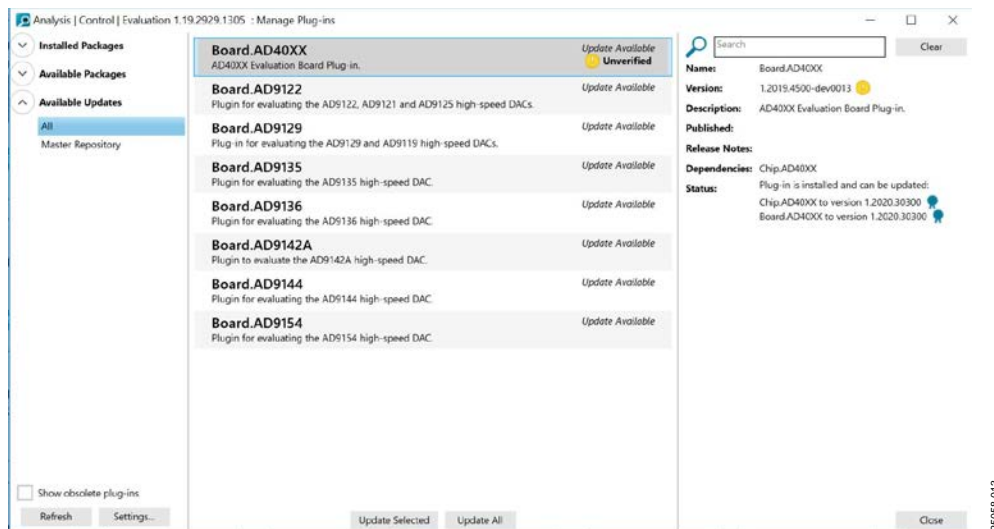 Analysis | Control | Evaluation 1.19.2929.1305 : Manage Plug-ins
Installed Packages
Available Packages
Available Updates
All
Master Repository
Show obsolete plug-ins
Refresh
Settings...
Board.AD40XX
Update Available
AD40XX Evaluation Board Plug-in.
Unverified
Board.AD9122
Update Available
Plugin for evaluating the AD9122, AD9121 and AD9125 high-speed DACs.
Board.AD9129
Update Available
Plug-in for evaluating the AD9129 and AD9119 high-speed DACs.
Board.AD9135
Update Available
Plugin for evaluating the AD9135 high-speed DAC.
Board.AD9136
Update Available
Plugin for evaluating the AD9136 high-speed DAC.
Board.AD9142A
Update Available
Plugin to evaluate the AD9142A high-speed DAC.
Board.AD9144
Update Available
Plugin for evaluating the AD9144 high-speed DAC.
Board.AD9154
Update Available
Plugin for evaluating the AD9154 high-speed DAC.
Update Selected
Update All
Search
Clear
Name: Board.AD40XX
Version: 1.2019.4500-dev0013
Description: AD40XX Evaluation Board Plug-in.
Published:
Release Notes:
Dependencies: Chip.AD40XX
Status: Plug-in is installed and can be updated:
Chip.AD40XX to version 1.2020.30300
Board.AD40XX to version 1.2020.30300
Close